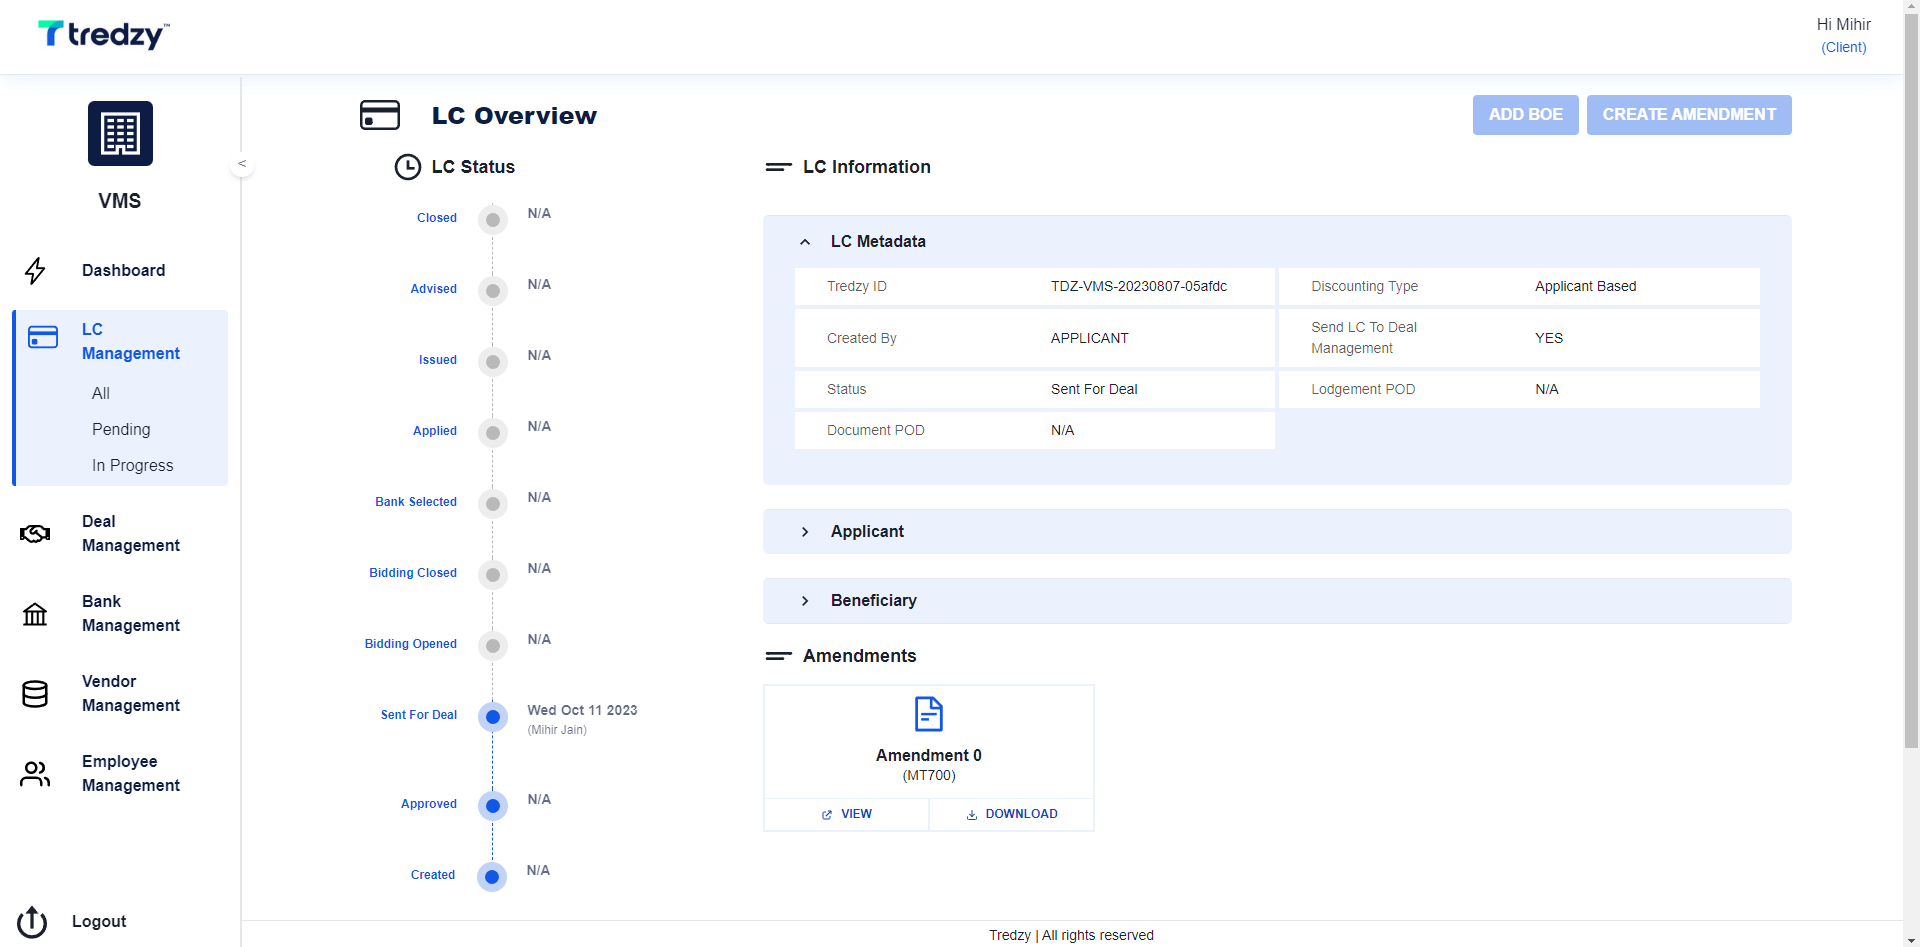 tredzy™
Hi Mihir
(Client)
VMS
<
Dashboard
LC
Management
All
Pending
In Progress
Deal
Management
Bank
Management
Vendor
Management
Employee
Management
Logout
LC Overview
ADD BOE
CREATE AMENDMENT
LC Status
Closed N/A
Advised N/A
Issued N/A
Applied N/A
Bank Selected N/A
Bidding Closed N/A
Bidding Opened N/A
Sent For Deal Wed Oct 11 2023
(Mihir Jain)
Approved N/A
Created N/A
LC Information
LC Metadata
Tredzy ID TDZ-VMS-20230807-05afdc Discounting Type Applicant Based
Created By APPLICANT Send LC To Deal
Management YES
Status Sent For Deal Lodgement POD N/A
Document POD N/A
Applicant
Beneficiary
Amendments
Amendment 0
(MT700)
VIEW DOWNLOAD
Tredzy | All rights reserved